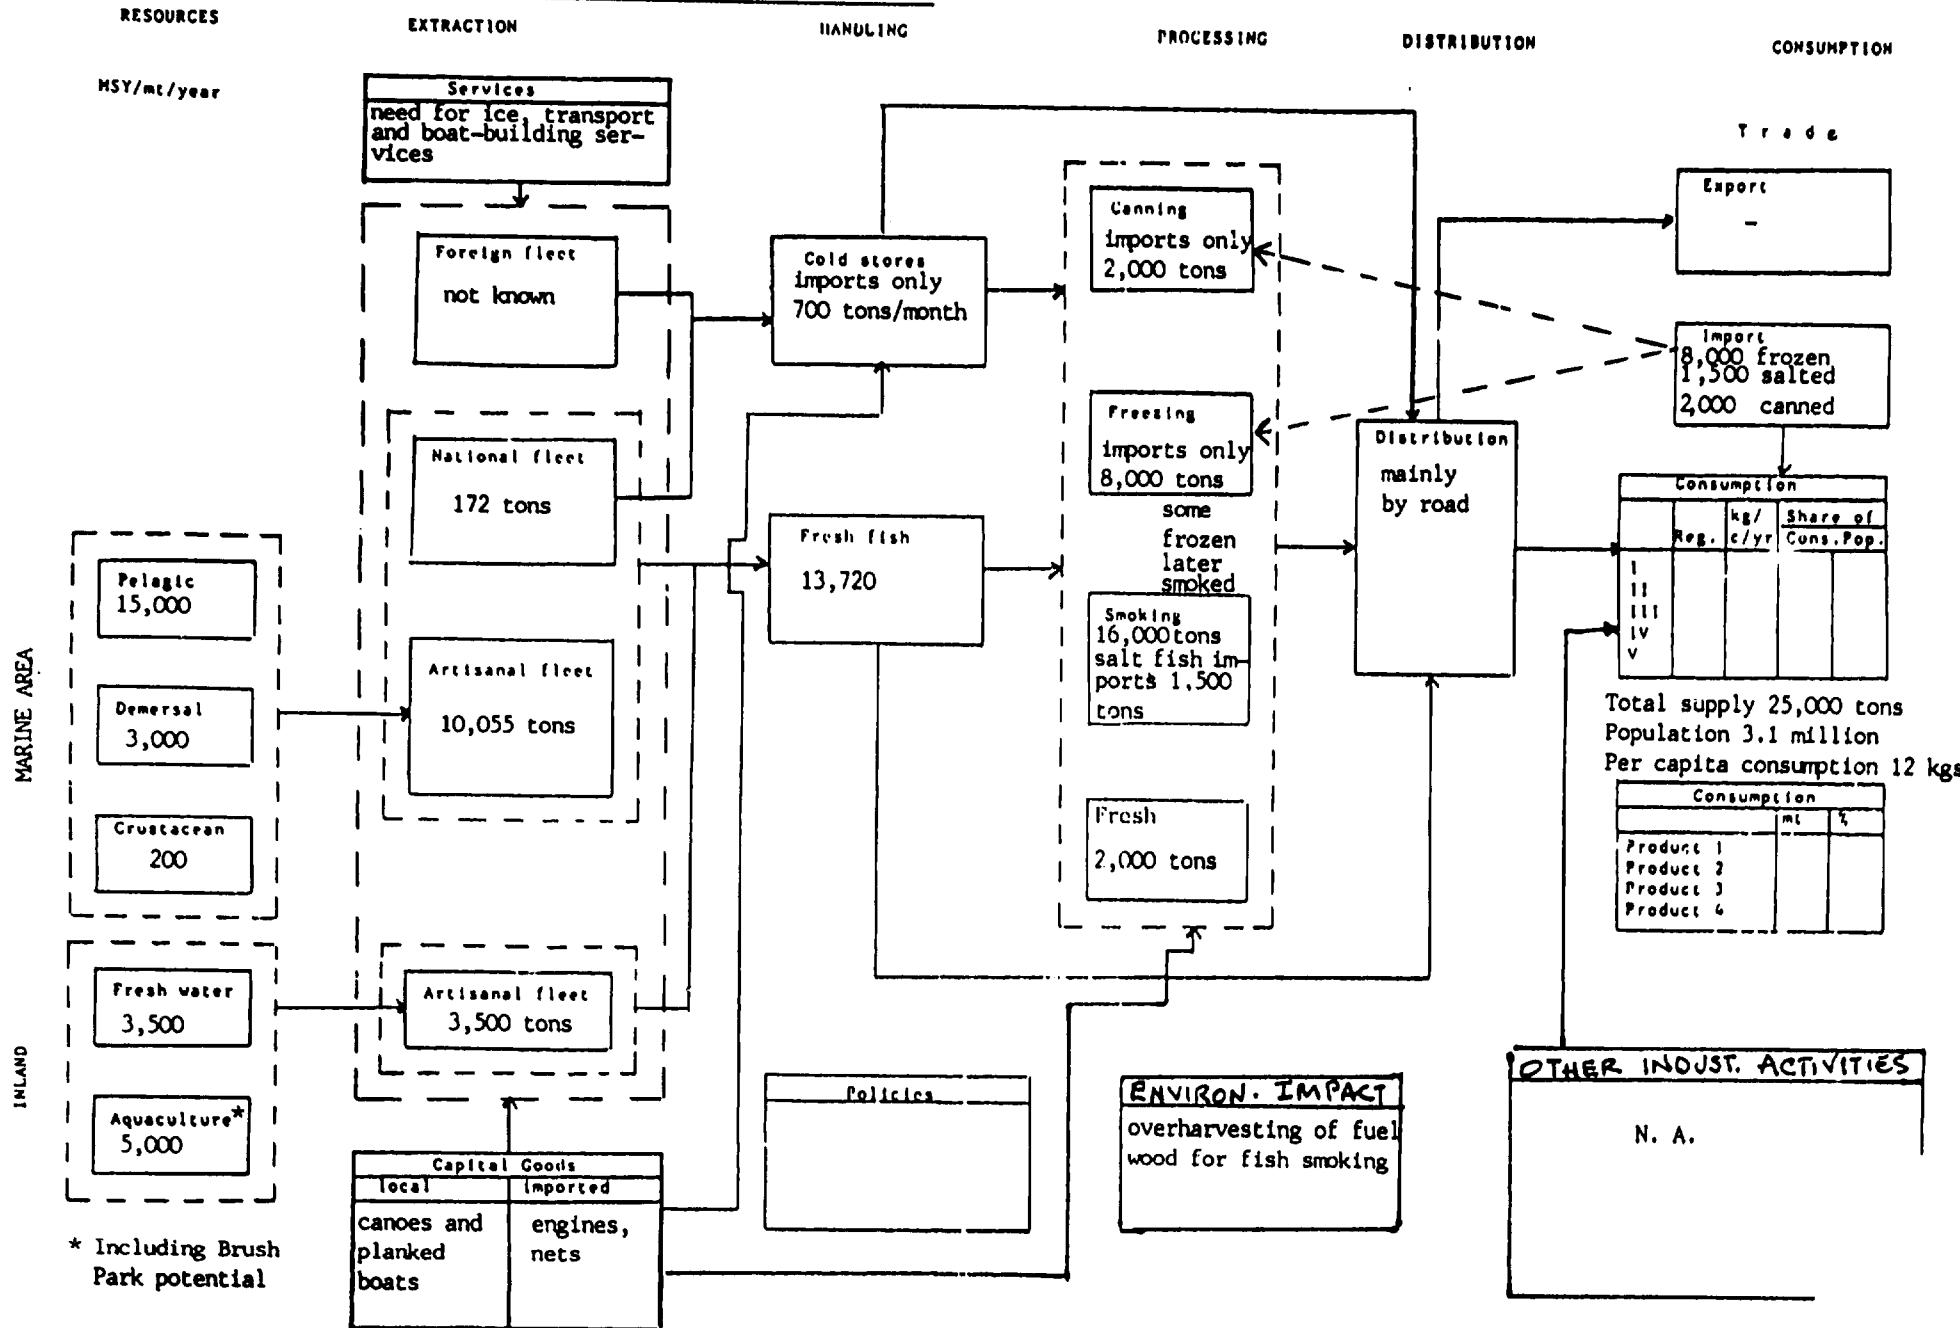 RESOURCES
EXTRACTION
HANDLING
PROCESSING
DISTRIBUTION
CONSUMPTION
MSY/mt/year
Services
need for ice, transport
and boat-building ser-
vices
Trade
Export
-
Foreign fleet
not known
Cold stores
imports only
700 tons/month
Canning
imports only
2,000 tons
Import
8,000 frozen
1,500 salted
2,000 canned
National fleet
172 tons
Freezing
imports only
8,000 tons
some
frozen
later
smoked
Distribution
mainly
by road
Consumption
Reg.
kg/
c/yr
Share of
Cons. Pop.
I
II
III
IV
V
MARINE AREA
Pelagic
15,000
Demersal
3,000
Crustacean
200
Artisanal fleet
10,055 tons
Fresh fish
13,720
Smoking
16,000 tons
salt fish im-
ports 1,500
tons
Fresh
2,000 tons
Total supply 25,000 tons
Population 3.1 million
Per capita consumption 12 kgs
Consumption
mt %
Product 1
Product 2
Product 3
Product 4
INLAND
Fresh water
3,500
Aquaculture*
5,000
Artisanal fleet
3,500 tons
* Including Brush
Park potential
Capital Goods
local imported
canoes and
planked
boats
engines,
nets
Policies
ENVIRON. IMPACT
overharvesting of fuel
wood for fish smoking
OTHER INDUST. ACTIVITIES
N. A.